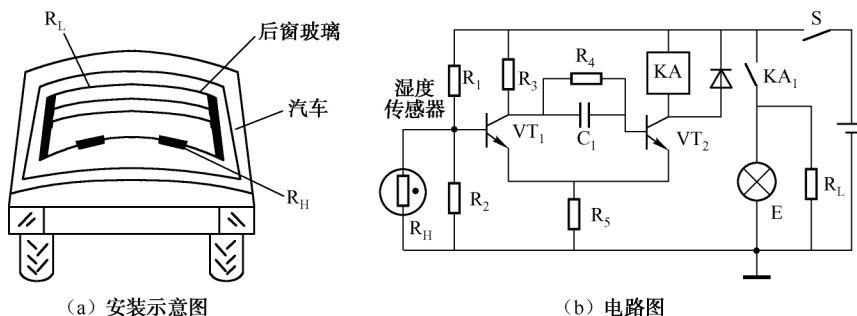 R_L
后窗玻璃
汽车
R_H
(a) 安装示意图
湿度
传感器
R_1
R_3
R_4
C_1
VT_1
VT_2
KA
KA_1
S
R_H
R_2
R_5
E
R_L
(b) 电路图